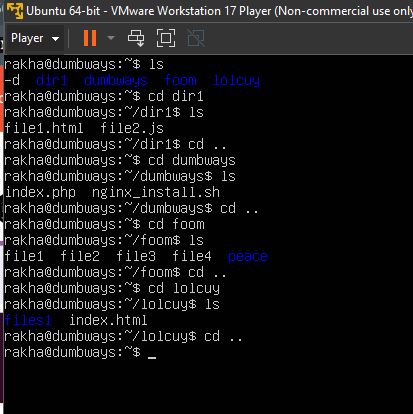 Ubuntu 64-bit - VMware Workstation 17 Player (Non-commercial use only
Player
rakha@dumbways:~$ ls
-d dir1 dumbways foom lolcuy
rakha@dumbways:~$ cd dir1
rakha@dumbways:~/dir1$ ls
file1.html file2.js
rakha@dumbways:~/dir1$ cd ..
rakha@dumbways:~$ cd dumbways
rakha@dumbways:~/dumbways$ ls
index.php nginx_install.sh
rakha@dumbways:~/dumbways$ cd ..
rakha@dumbways:~$ cd foom
rakha@dumbways:~/foom$ ls
file1 file2 file3 file4 peace
rakha@dumbways:~/foom$ cd ..
rakha@dumbways:~$ cd lolcuy
rakha@dumbways:~/lolcuy$ ls
files1 index.html
rakha@dumbways:~/lolcuy$ cd ..
rakha@dumbways:~$ _